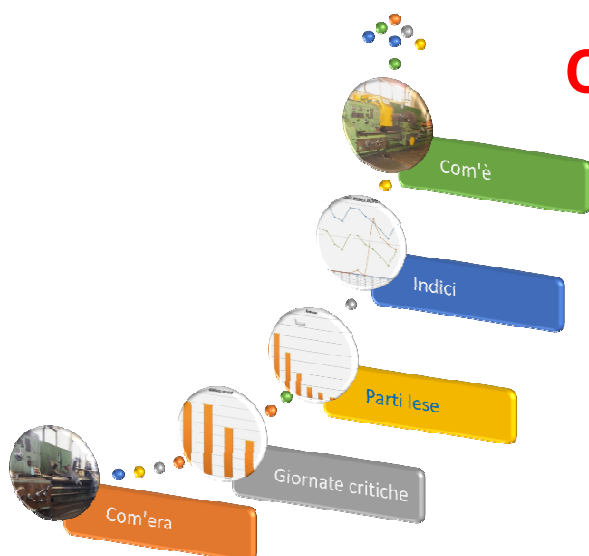 Com'è
Indici
Parti lese
Giornate critiche
Com'era